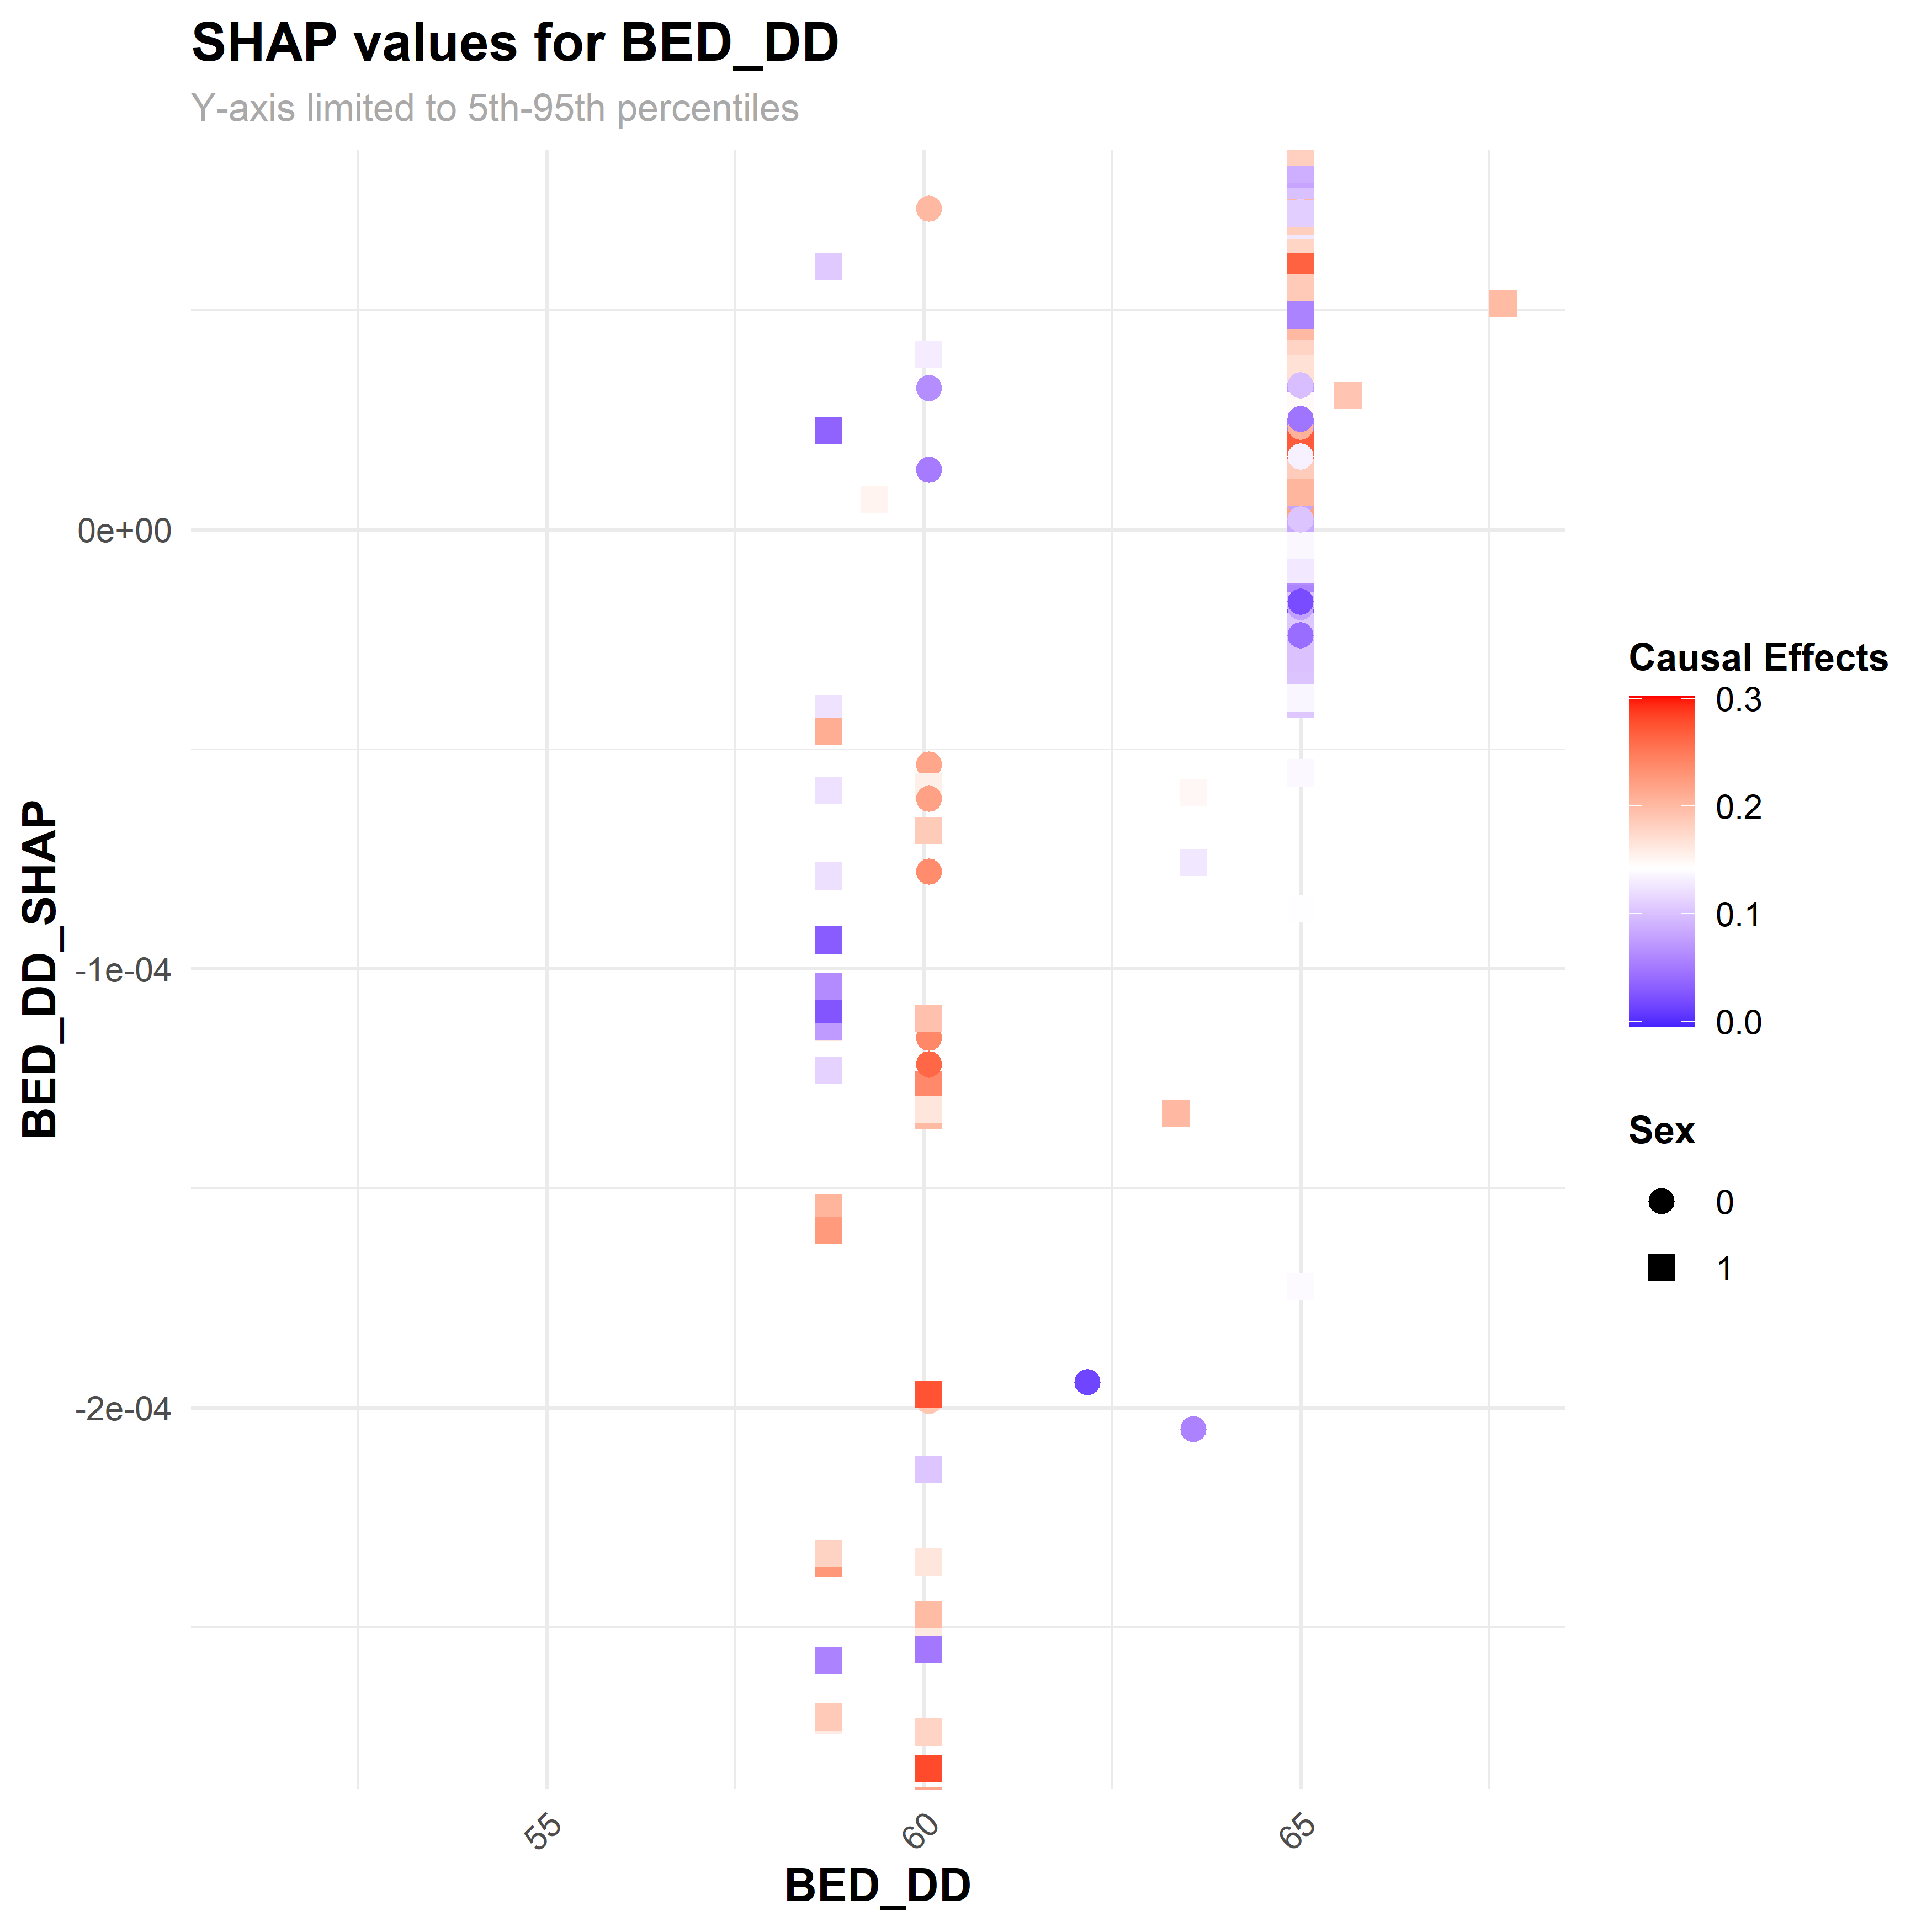 SHAP values for BED_DD
Y-axis limited to 5th-95th percentiles
BED_DD_SHAP
0e+00
-1e-04
-2e-04
55
60
65
BED_DD
Causal Effects
0.3
0.2
0.1
0.0
Sex
0
1